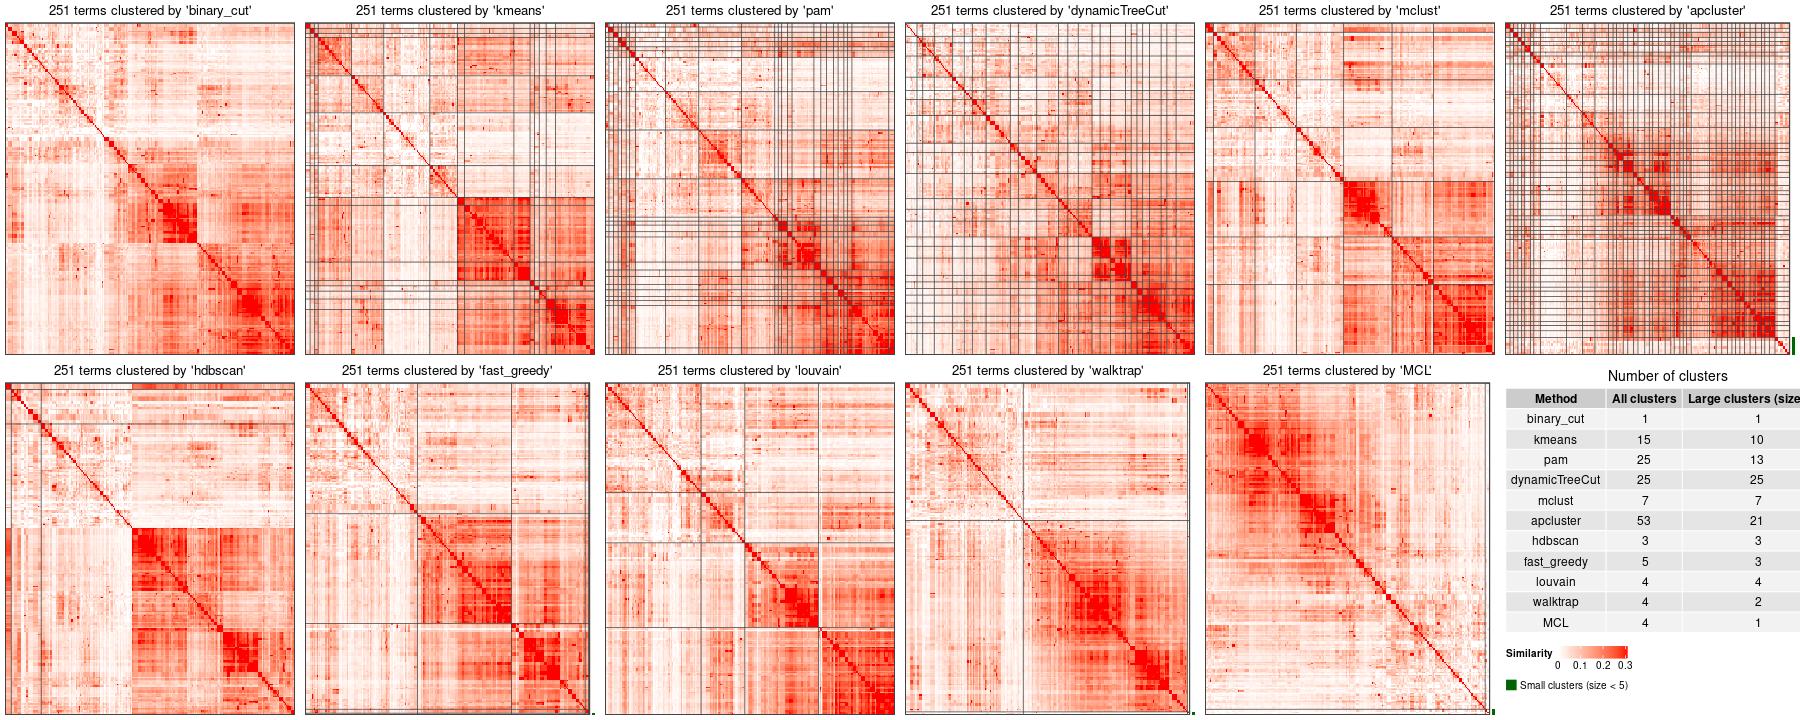 251 terms clustered by 'binary_cut'
251 terms clustered by 'kmeans'
251 terms clustered by 'pam'
251 terms clustered by 'dynamicTreeCut'
251 terms clustered by 'mclust'
251 terms clustered by 'apcluster'
251 terms clustered by 'hdbscan'
251 terms clustered by 'fast_greedy'
251 terms clustered by 'louvain'
251 terms clustered by 'walktrap'
251 terms clustered by 'MCL'
Number of clusters
Method All clusters Large clusters (size
binary_cut 1 1
kmeans 15 10
pam 25 13
dynamicTreeCut 25 25
mclust 7 7
apcluster 53 21
hdbscan 3 3
fast_greedy 5 3
louvain 4 4
walktrap 4 2
MCL 4 1
Similarity
0 0.1 0.2 0.3
Small clusters (size < 5)